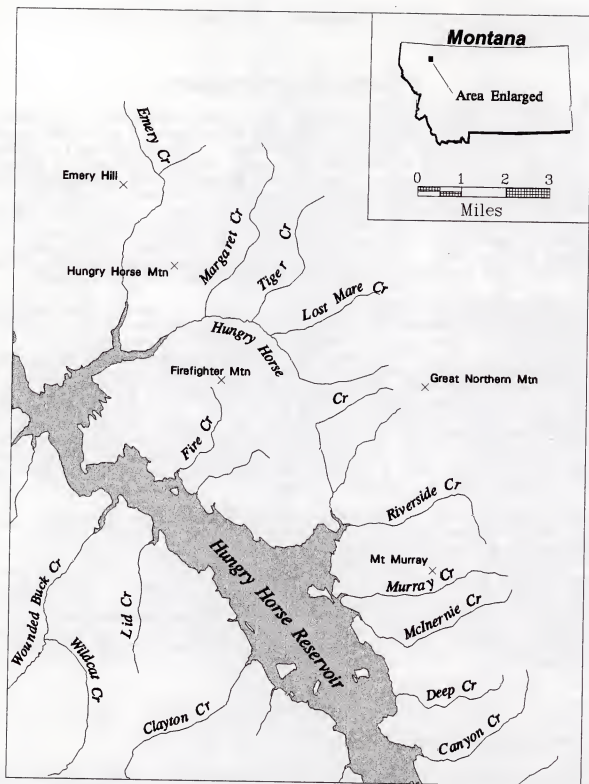 Montana
Area Enlarged
0 1 2 3
Miles
Emery Cr
Emery Hill
Margaret Cr
Tiger Cr
Hungry Horse Mtn
Lost Mare Cr
Hungry Horse Cr
Firefighter Mtn
Great Northern Mtn
Fire Cr
Riverside Cr
Hungry Horse Reservoir
Mt Murray
Murray Cr
McInernie Cr
Wounded Buck Cr
Lid Cr
Wildcat Cr
Deep Cr
Clayton Cr
Canyon Cr